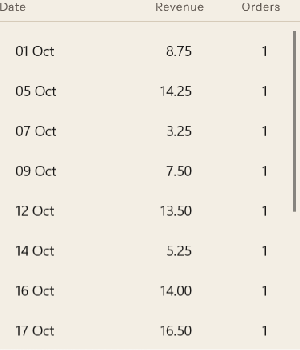 Date Revenue Orders
01 Oct 8.75 1
05 Oct 14.25 1
07 Oct 3.25 1
09 Oct 7.50 1
12 Oct 13.50 1
14 Oct 5.25 1
16 Oct 14.00 1
17 Oct 16.50 1